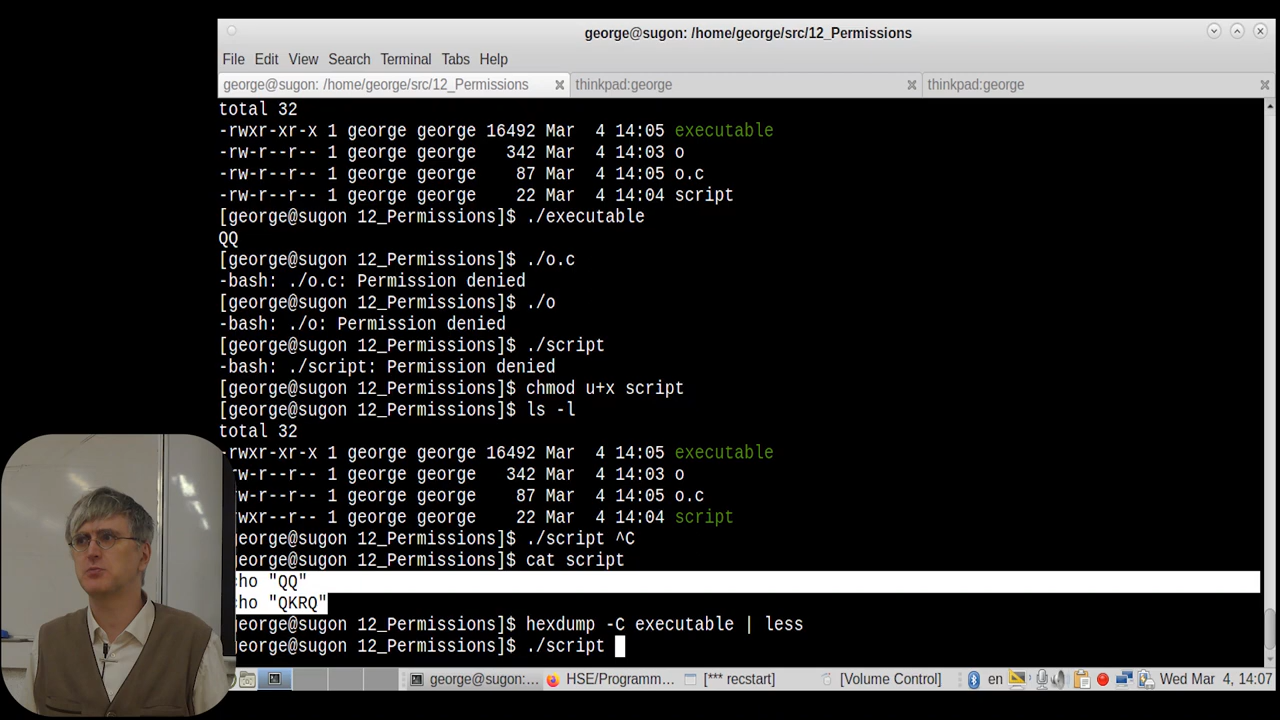 george@sugon: /home/george/src/12_Permissions
File Edit View Search Terminal Tabs Help
george@sugon: /home/george/src/12_Permissions thinkpad:george thinkpad:george
total 32
-rwxr-xr-x 1 george george 16492 Mar  4 14:05 executable
-rw-r--r-- 1 george george   342 Mar  4 14:03 o
-rw-r--r-- 1 george george    87 Mar  4 14:05 o.c
-rw-r--r-- 1 george george    22 Mar  4 14:04 script
[george@sugon 12_Permissions]$ ./executable
QQ
[george@sugon 12_Permissions]$ ./o.c
-bash: ./o.c: Permission denied
[george@sugon 12_Permissions]$ ./o
-bash: ./o: Permission denied
[george@sugon 12_Permissions]$ ./script
-bash: ./script: Permission denied
[george@sugon 12_Permissions]$ chmod u+x script
[george@sugon 12_Permissions]$ ls -l
total 32
-rwxr-xr-x 1 george george 16492 Mar  4 14:05 executable
rw-r--r-- 1 george george   342 Mar  4 14:03 o
rw-r--r-- 1 george george    87 Mar  4 14:05 o.c
rwxr--r-- 1 george george    22 Mar  4 14:04 script
george@sugon 12_Permissions]$ ./script ^C
george@sugon 12_Permissions]$ cat script
cho "QQ"
cho "QKRQ"
george@sugon 12_Permissions]$ hexdump -C executable | less
george@sugon 12_Permissions]$ ./script
george@sugon:... HSE/Programm... [*** recstart] [Volume Control] en Wed Mar  4, 14:07